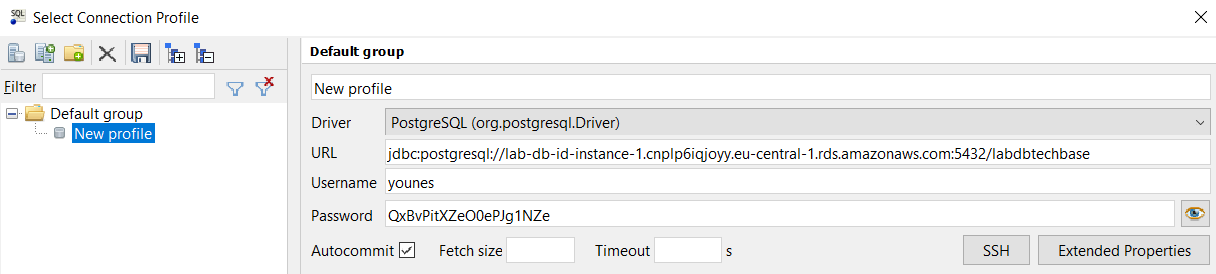 Select Connection Profile
Default group
New profile
Filter
Default group
New profile
Driver PostgreSQL (org.postgresql.Driver)
URL jdbc:postgresql://lab-db-id-instance-1.cnplp6iqjoyy.eu-central-1.rds.amazonaws.com:5432/labdbtechbase
Username younes
Password QxBvPitXZeO0ePJg1NZe
Autocommit Fetch size Timeout s SSH Extended Properties